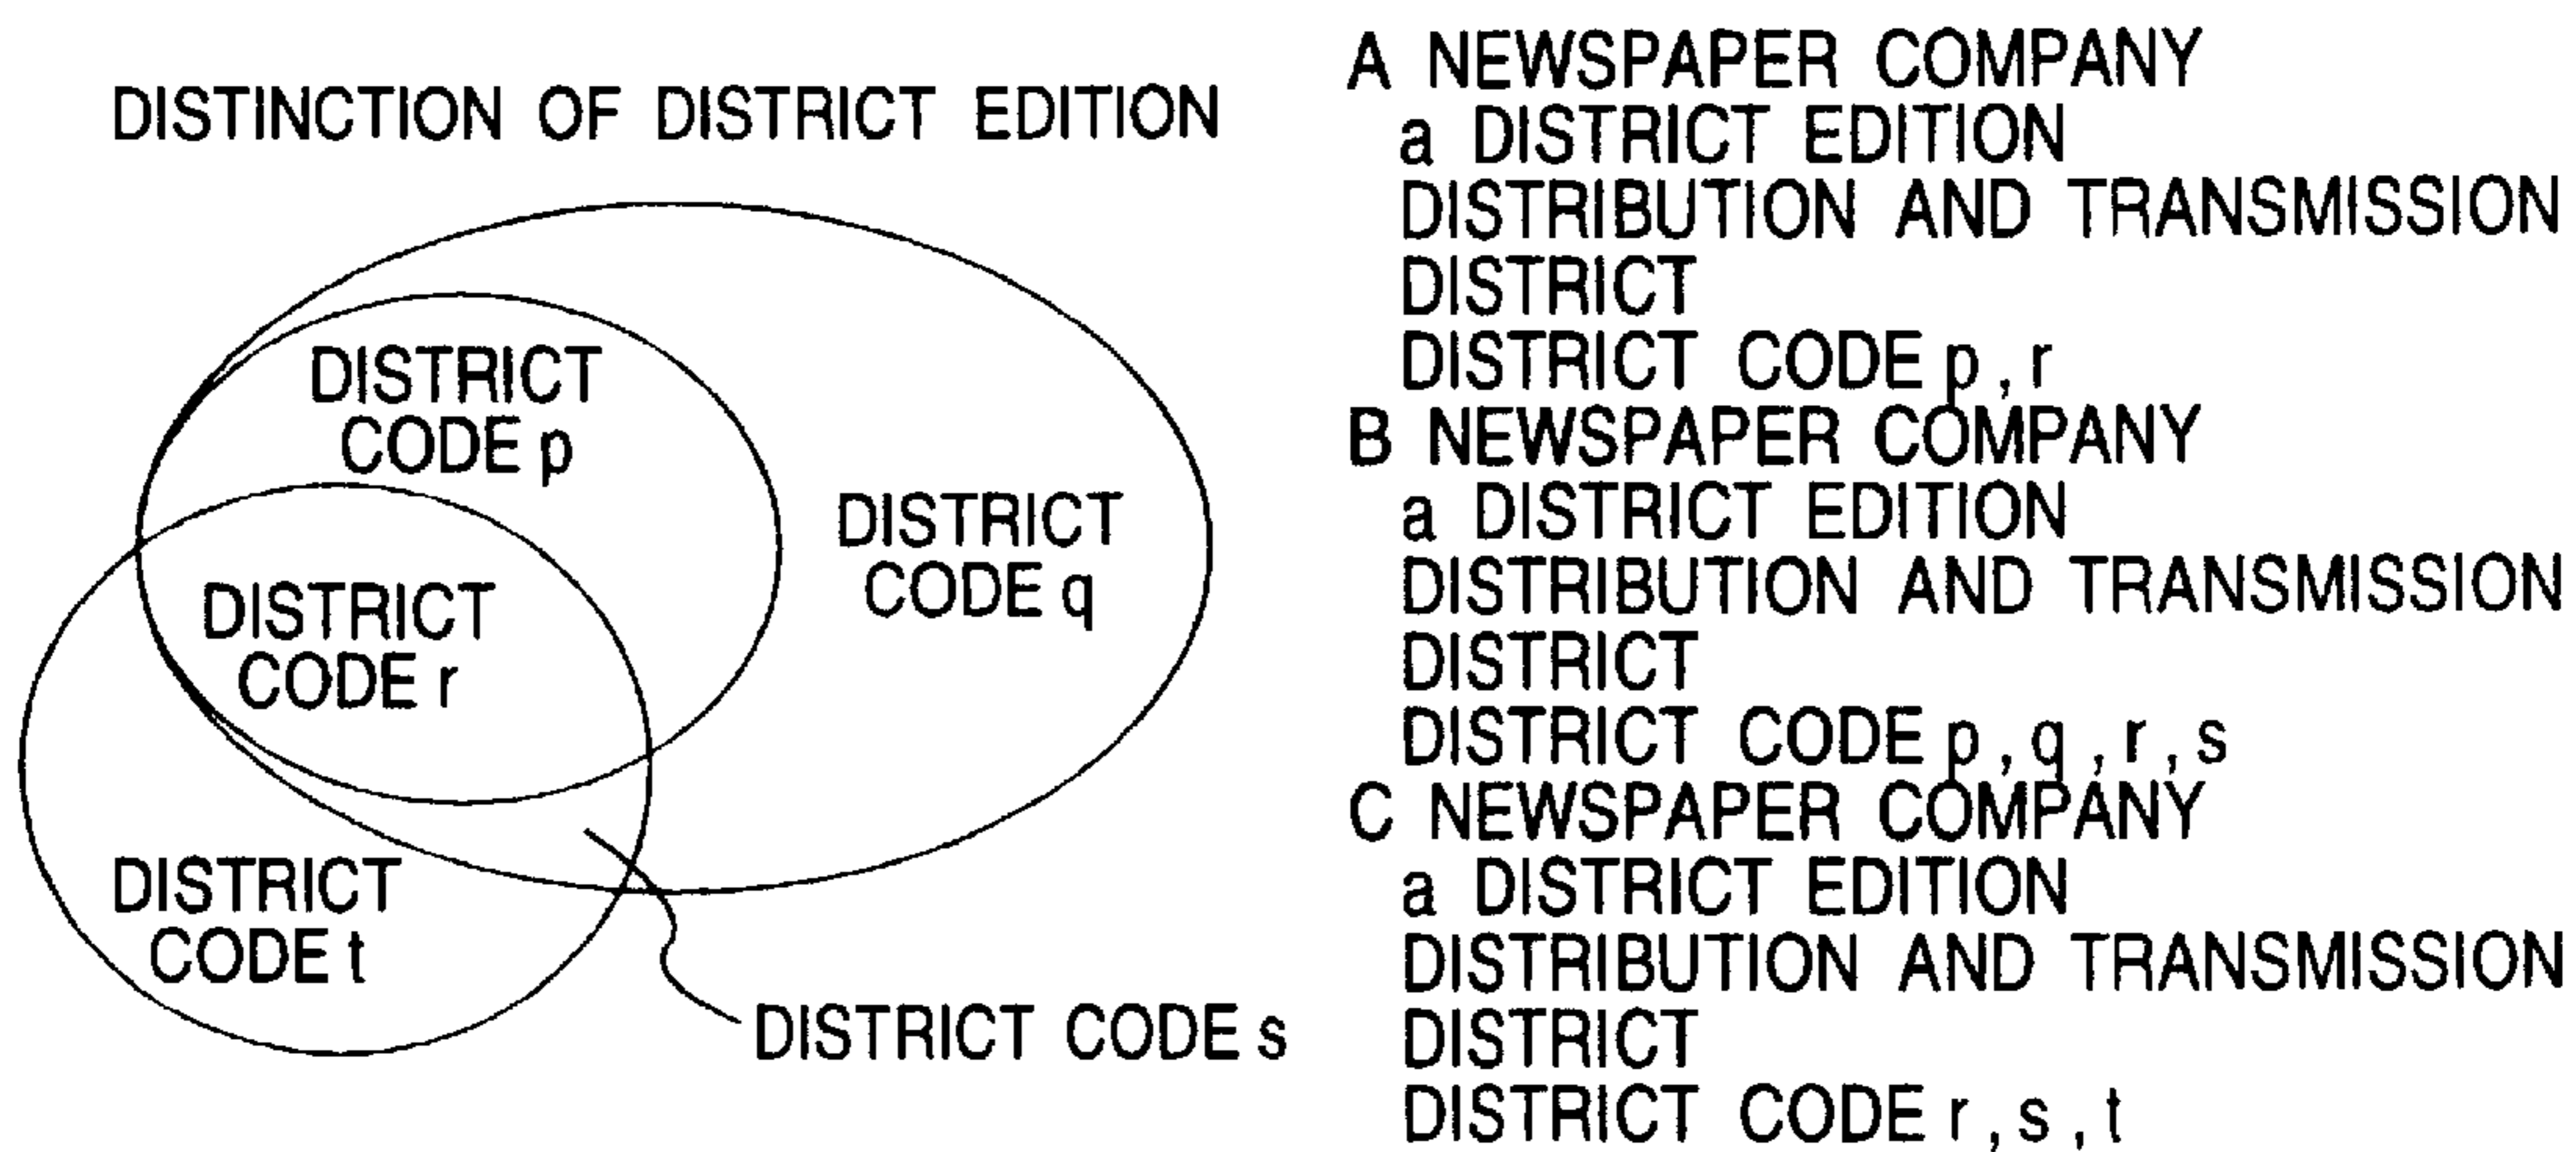 DISTINCTION OF DISTRICT EDITION
DISTRICT
CODE p
DISTRICT
CODE q
DISTRICT
CODE r
DISTRICT
CODE t
DISTRICT CODE s
A NEWSPAPER COMPANY
a DISTRICT EDITION
DISTRIBUTION AND TRANSMISSION
DISTRICT
DISTRICT CODE p , r
B NEWSPAPER COMPANY
a DISTRICT EDITION
DISTRIBUTION AND TRANSMISSION
DISTRICT
DISTRICT CODE p , q , r , s
C NEWSPAPER COMPANY
a DISTRICT EDITION
DISTRIBUTION AND TRANSMISSION
DISTRICT
DISTRICT CODE r , s , t